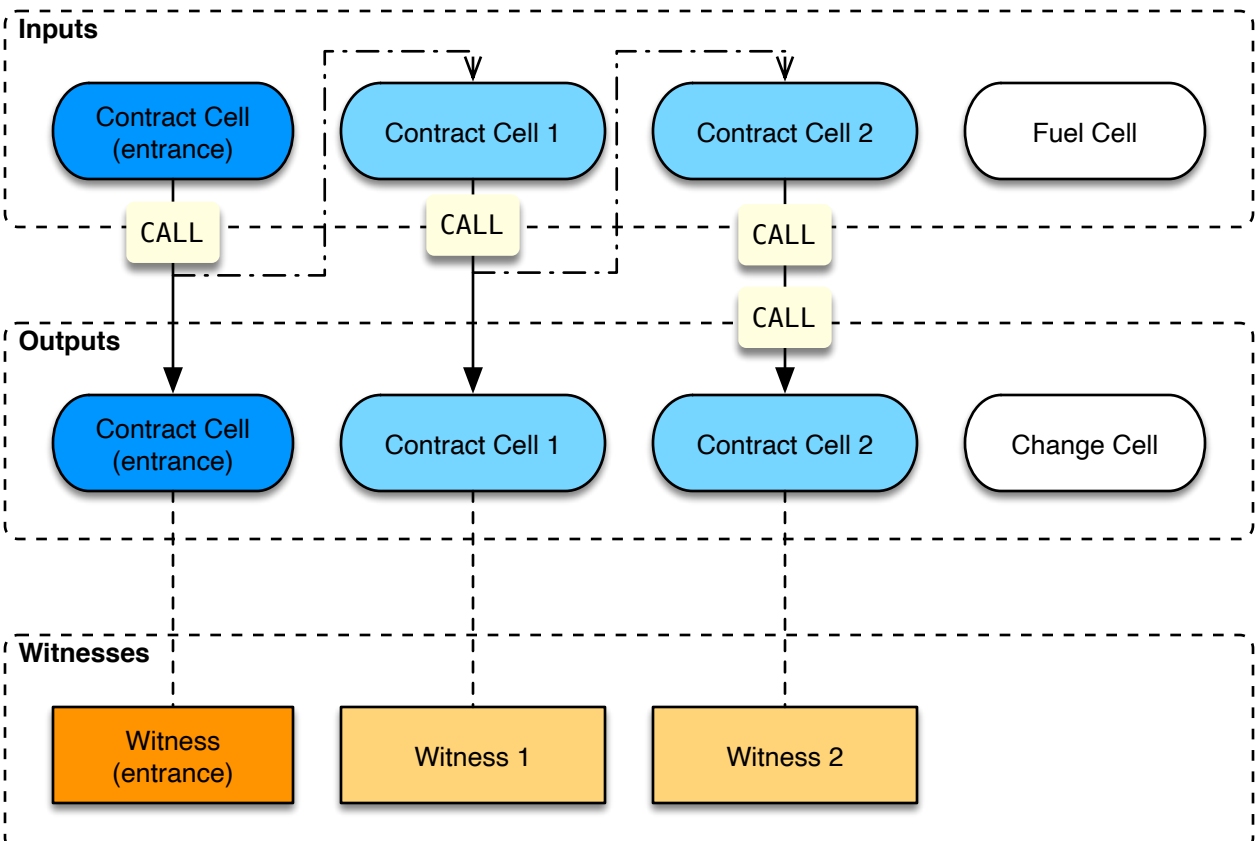 Inputs
Contract Cell
(entrance)
Contract Cell 1
Contract Cell 2
Fuel Cell
CALL
CALL
CALL
CALL
Outputs
Contract Cell
(entrance)
Contract Cell 1
Contract Cell 2
Change Cell
Witnesses
Witness
(entrance)
Witness 1
Witness 2